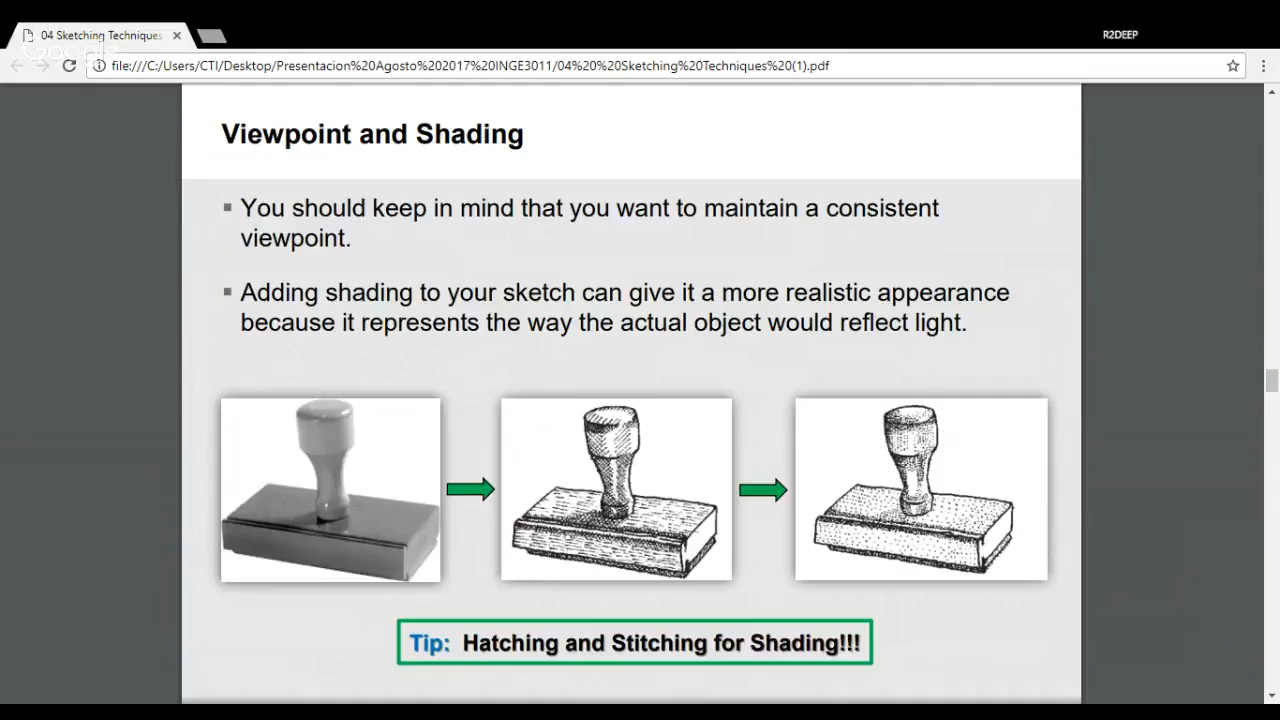 04 Sketching Techniques
R2DEEP
Google
file:///C:/Users/CTI/Desktop/Presentacion%20Agosto%202017%20INGE3011/04%20%20Sketching%20Techniques%20(1).pdf
Viewpoint and Shading
You should keep in mind that you want to maintain a consistent
viewpoint.
Adding shading to your sketch can give it a more realistic appearance
because it represents the way the actual object would reflect light.
Tip: Hatching and Stitching for Shading!!!